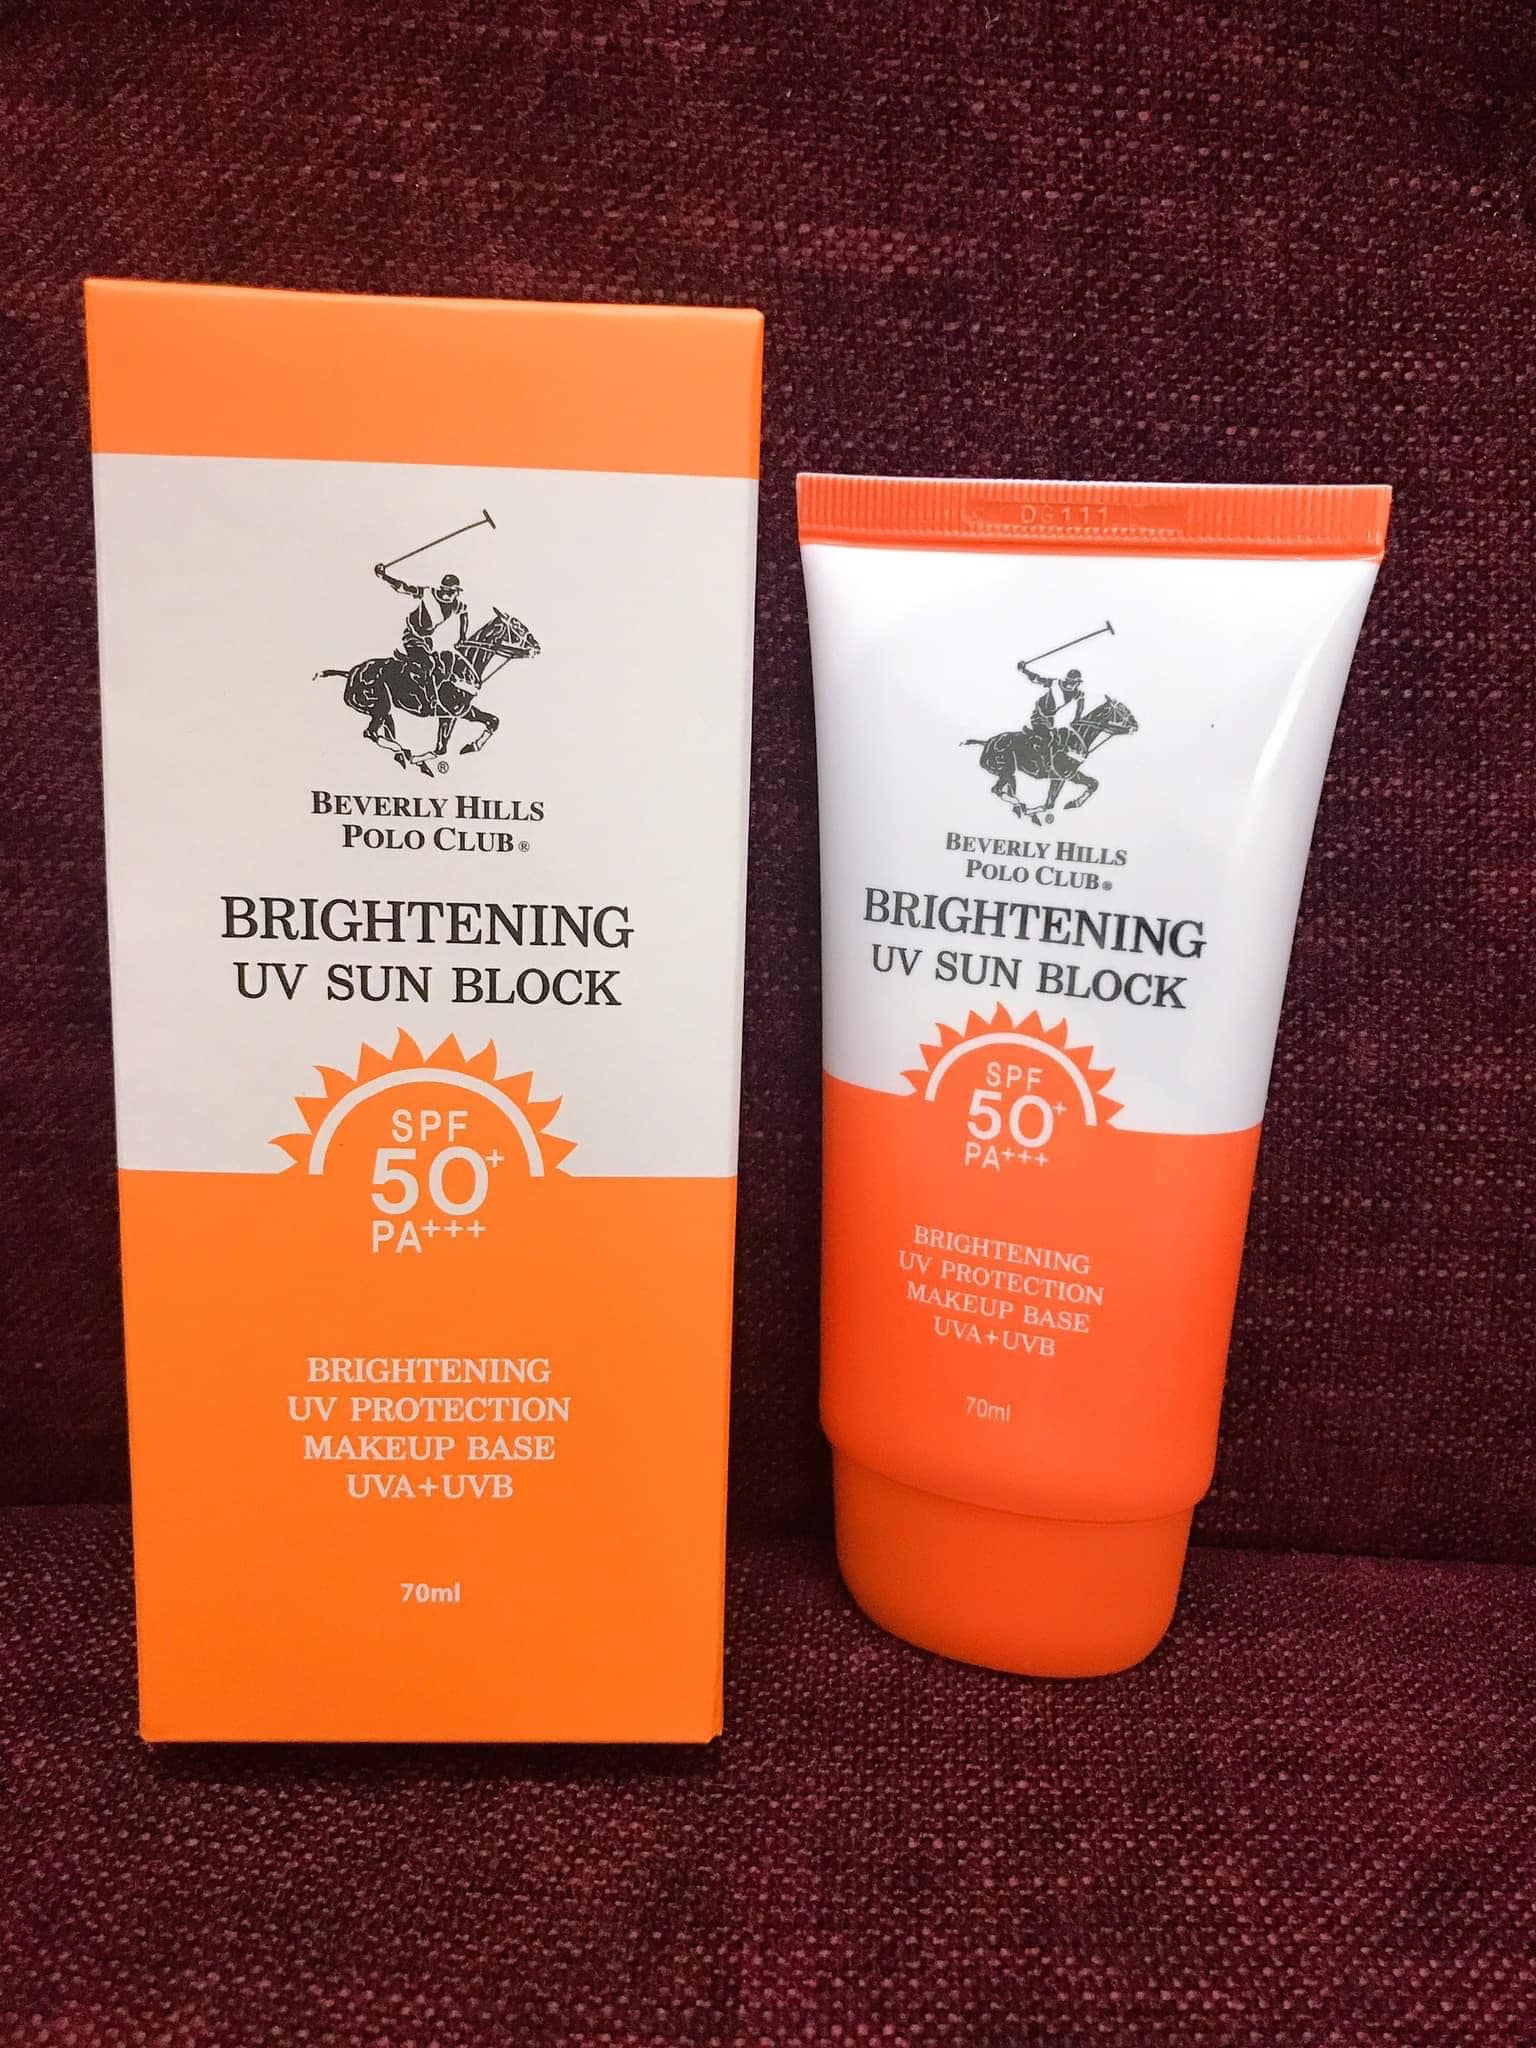 ®
BEVERLY HILLS
POLO CLUB®
BRIGHTENING
UV SUN BLOCK
SPF
50+
PA+++
BRIGHTENING
UV PROTECTION
MAKEUP BASE
UVA+UVB
70ml
®
BEVERLY HILLS
POLO CLUB®
BRIGHTENING
UV SUN BLOCK
SPF
50+
PA+++
BRIGHTENING
UV PROTECTION
MAKEUP BASE
UVA+UVB
70ml